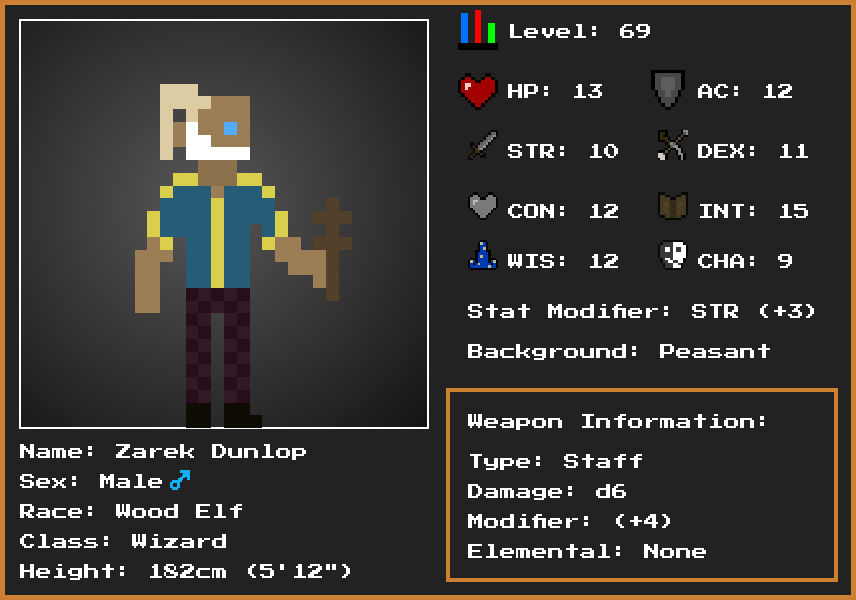 Level: 69
HP: 13
AC: 12
STR: 10
DEX: 11
CON: 12
INT: 15
WIS: 12
CHA: 9
Stat Modifier: STR (+3)
Background: Peasant
Weapon Information:
Type: Staff
Damage: d6
Modifier: (+4)
Elemental: None
Name: Zarek Dunlop
Sex: Male♂
Race: Wood Elf
Class: Wizard
Height: 182cm (5'12")